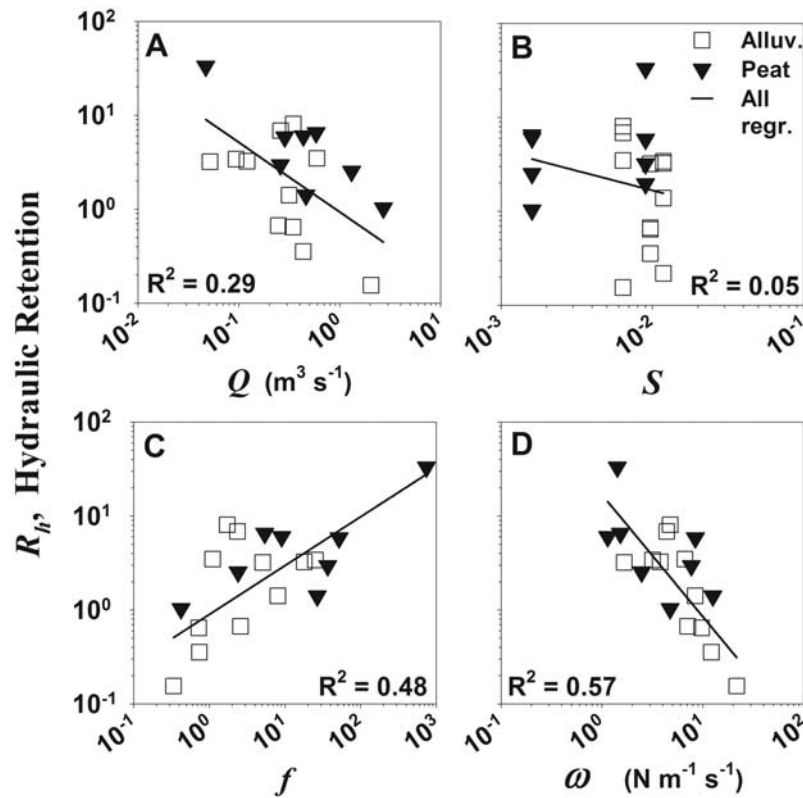 R_h, Hydraulic Retention
A
10²
10¹
10⁰
10⁻¹
R² = 0.29
10⁻² 10⁻¹ 10⁰ 10¹
Q (m³ s⁻¹)
B
Alluv.
Peat
All
regr.
R² = 0.05
10⁻³ 10⁻² 10⁻¹
S
C
10²
10¹
10⁰
10⁻¹
R² = 0.48
10⁻¹ 10⁰ 10¹ 10² 10³
f
D
R² = 0.57
10⁰ 10¹ 10²
ω (N m⁻¹ s⁻¹)